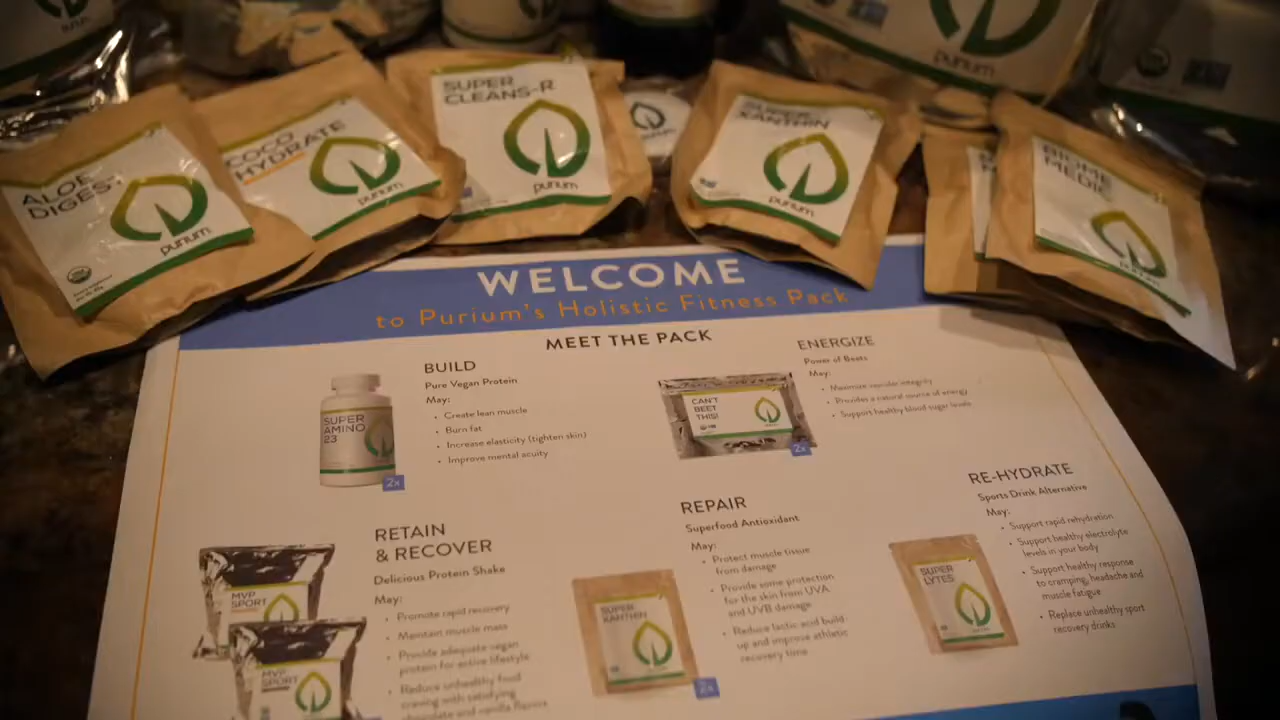 purium
purium
SUPER
CLEANS-R
purium
COCO
HYDRATE
purium
ALOE
DIGEST
purium
SUPER
XANTHIN
purium
BIOME
MEDIC
purium
WELCOME
to Purium's Holistic Fitness Pack
MEET THE PACK
BUILD
Pure Vegan Protein
May:
• Create lean muscle
• Burn fat
• Increase elasticity (tighten skin)
• Improve mental acuity
SUPER
AMINO
23
2x
ENERGIZE
Power of Beets
May:
• Maximize vascular integrity
• Provides a natural source of energy
• Supports healthy blood sugar levels
CAN'T
BEET
THIS!
2x
RETAIN
& RECOVER
Delicious Protein Shake
May:
• Promote rapid recovery
• Maintain muscle mass
• Provide adequate vegan
protein for active lifestyle
• Reduce unhealthy food
craving with satisfying
chocolate and vanilla flavors
MVP
SPORT
MVP
SPORT
REPAIR
Superfood Antioxidant
May:
• Protect muscle tissue
from damage
• Provide some protection
for the skin from UVA
and UVB damage
• Reduce lactic acid build
up and improve athletic
recovery time
SUPER
XANTHIN
2x
RE-HYDRATE
Sports Drink Alternative
May:
• Support rapid rehydration
• Support healthy electrolyte
levels in your body
• Support healthy response
to cramping, headache and
muscle fatigue
• Replace unhealthy sport
recovery drinks
SUPER
LYTES